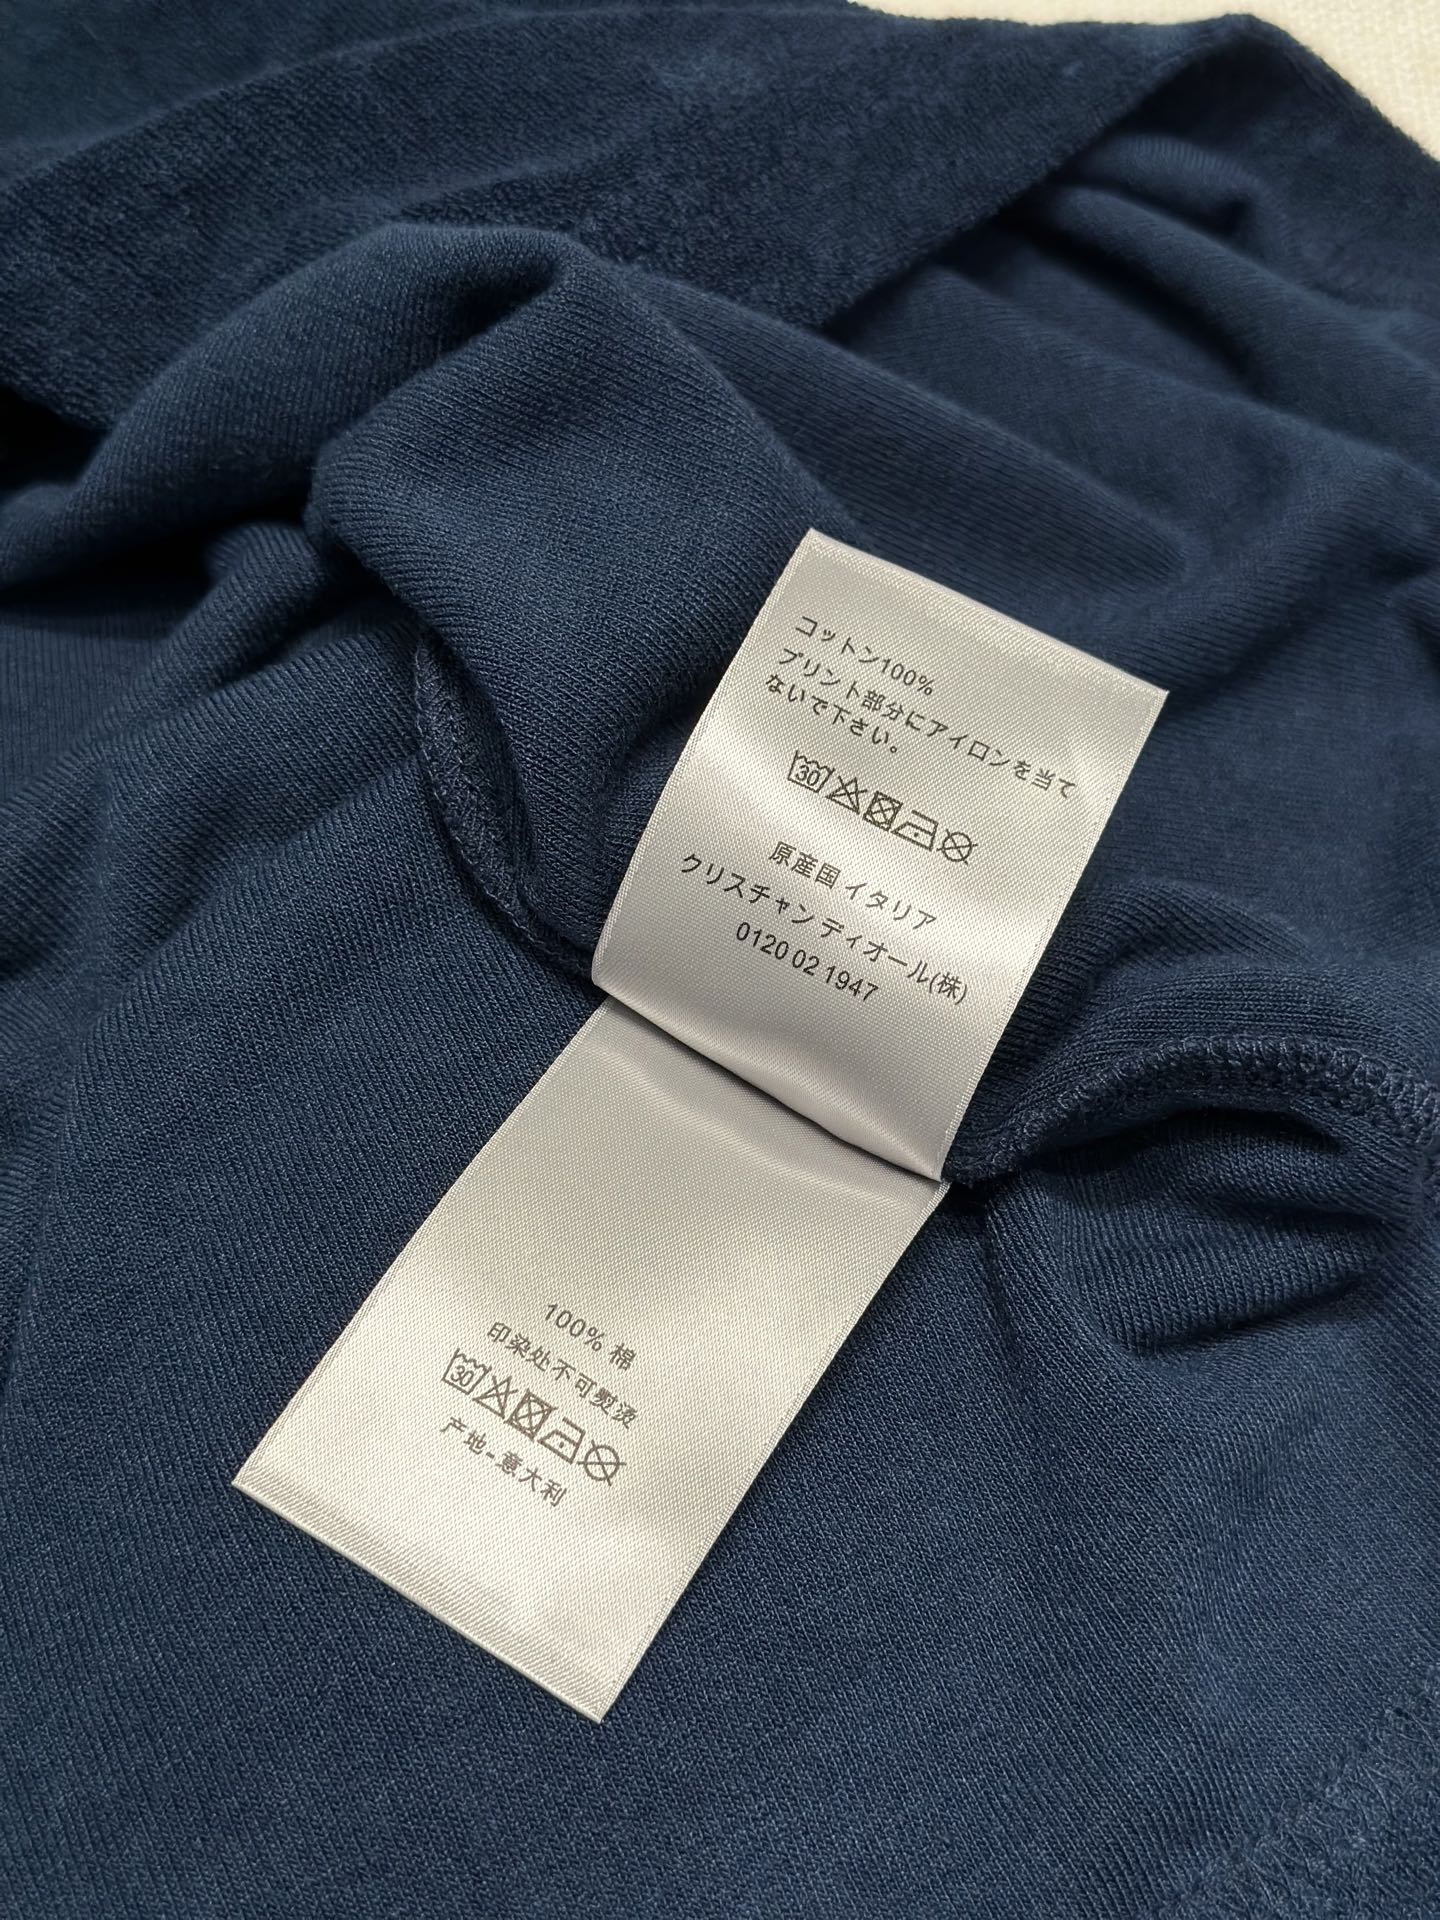 コットン100%
プリント部分にアイロンを当て
ないで下さい。
30
原産国 イタリア
クリスチャン ディオール(株)
0120 02 1947
100% 棉
印染处不可熨烫
30
产地- 意大利